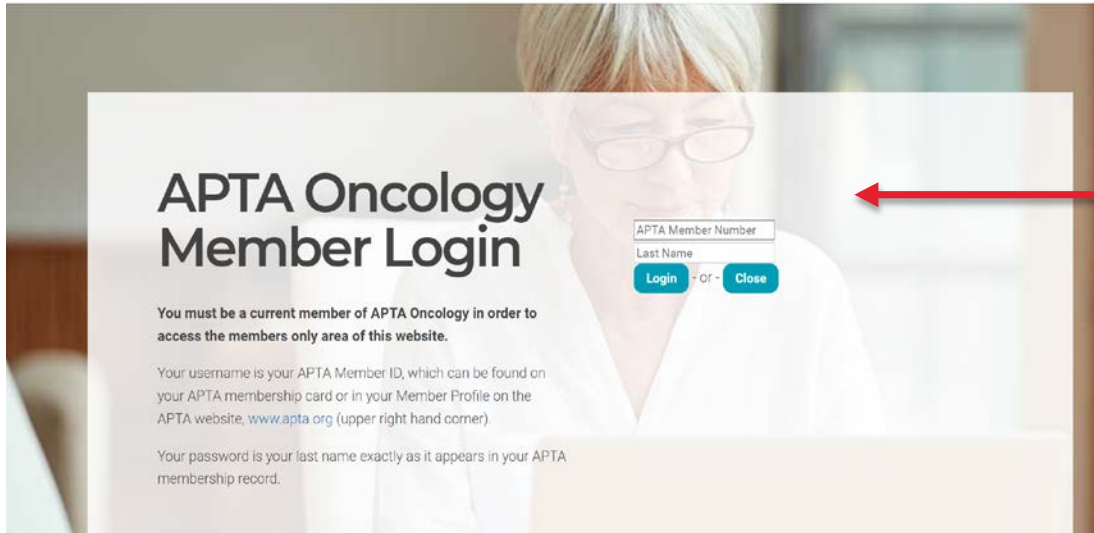 APTA Oncology
Member Login
You must be a current member of APTA Oncology in order to
access the members only area of this website.
Your username is your APTA Member ID, which can be found on
your APTA membership card or in your Member Profile on the
APTA website, www.apta.org (upper right hand corner).
Your password is your last name exactly as it appears in your APTA
membership record.
APTA Member Number
Last Name
Login - or - Close